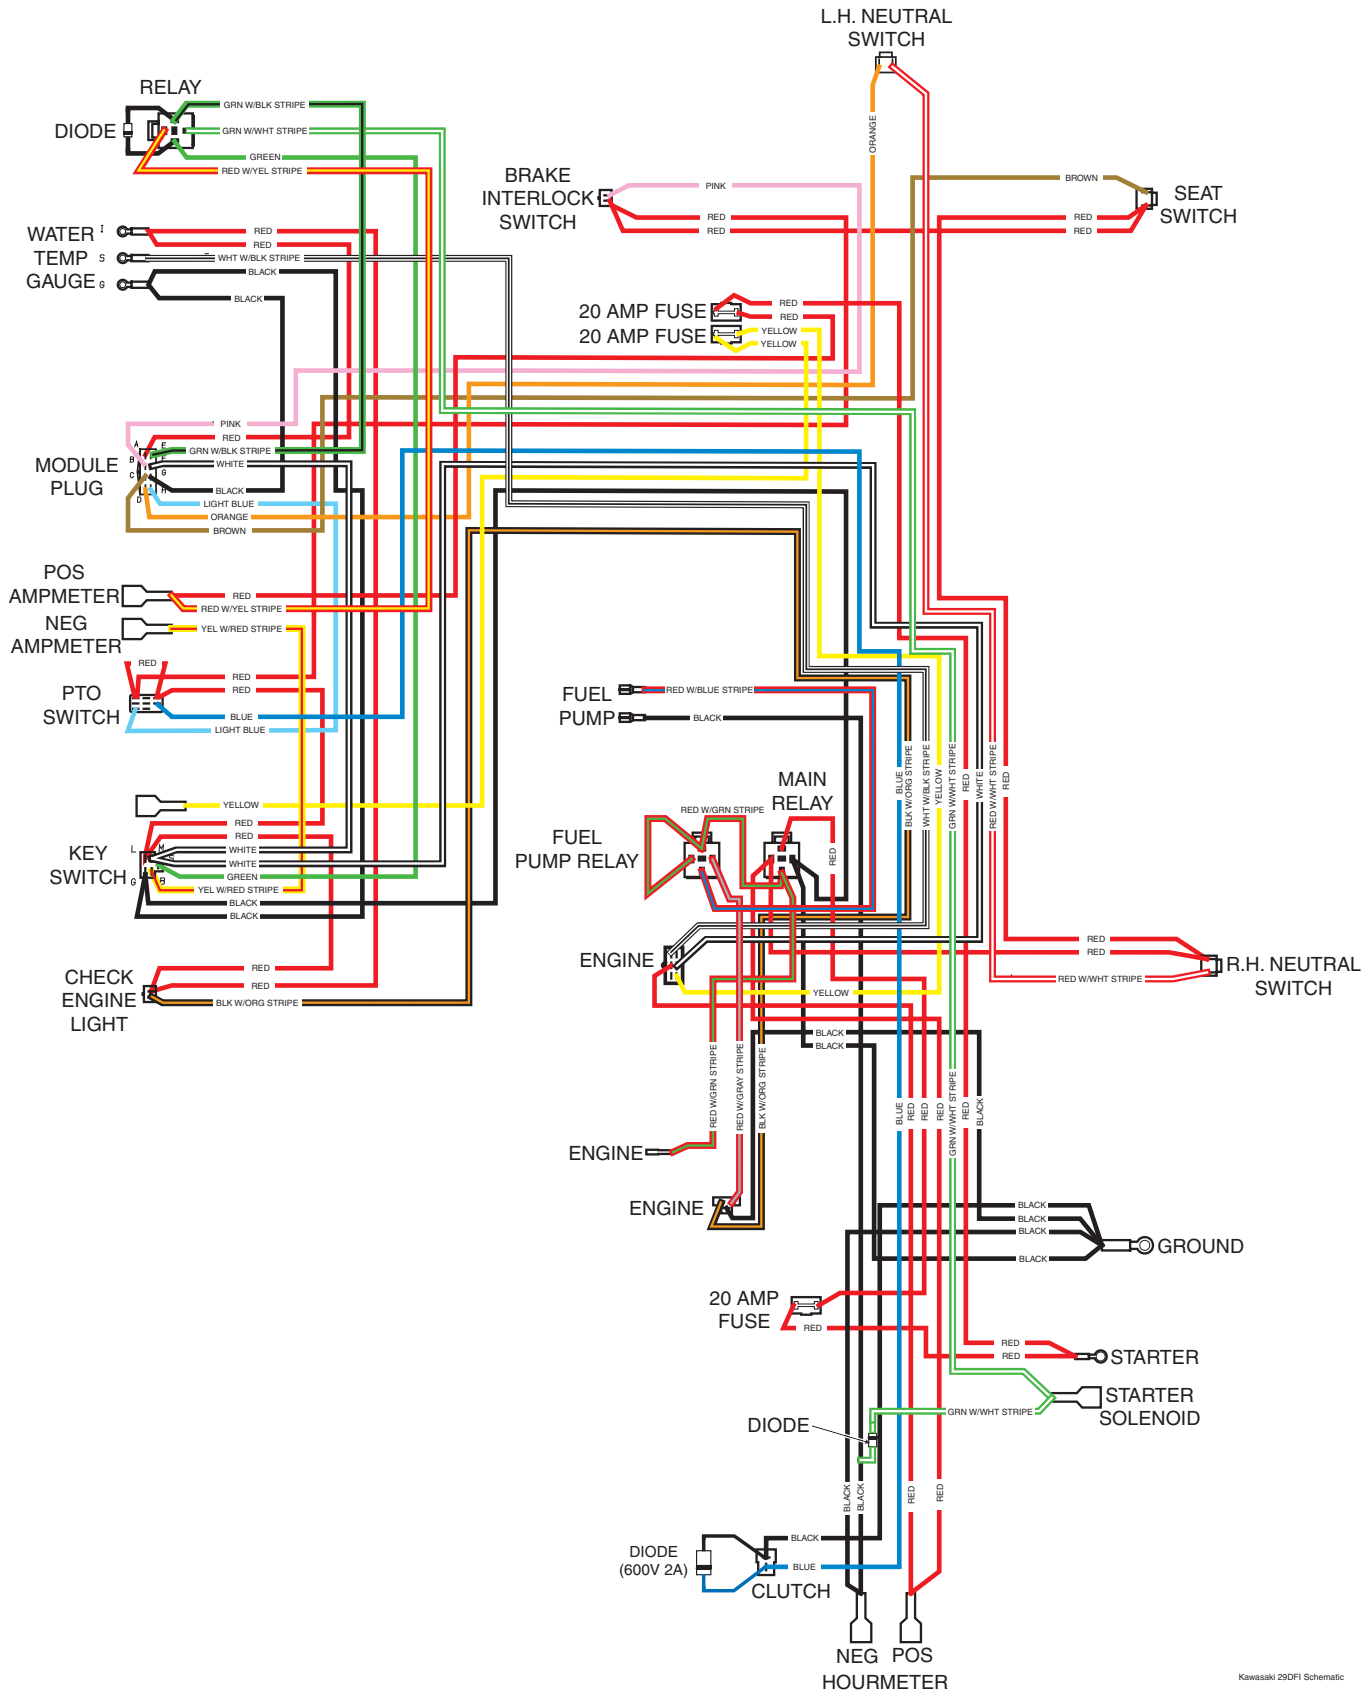 L.H. NEUTRAL
SWITCH
RELAY
DIODE
GRN W/BLK STRIPE
GRN W/WHT STRIPE
GREEN
RED W/YEL STRIPE
ORANGE
BRAKE
INTERLOCK
SWITCH
PINK
RED
RED
BROWN
RED
RED
SEAT
SWITCH
WATER
TEMP
GAUGE
I
S
G
RED
RED
WHT W/BLK STRIPE
BLACK
BLACK
20 AMP FUSE
20 AMP FUSE
RED
RED
YELLOW
YELLOW
MODULE
PLUG
A
B
C
D
E
F
G
H
PINK
RED
GRN W/BLK STRIPE
WHITE
BLACK
LIGHT BLUE
ORANGE
BROWN
POS
AMPMETER
NEG
AMPMETER
RED
RED W/YEL STRIPE
YEL W/RED STRIPE
PTO
SWITCH
RED
RED
RED
BLUE
LIGHT BLUE
FUEL
PUMP
RED W/BLUE STRIPE
BLACK
BLUE
BLK W/ORG STRIPE
WHT W/BLK STRIPE
YELLOW
GRN W/WHT STRIPE
RED
WHITE
RED W/WHT STRIPE
RED
YELLOW
KEY
SWITCH
L
M
S
G
B
RED
RED
WHITE
WHITE
GREEN
YEL W/RED STRIPE
BLACK
BLACK
MAIN
RELAY
RED W/GRN STRIPE
FUEL
PUMP RELAY
RED
CHECK
ENGINE
LIGHT
RED
RED
BLK W/ORG STRIPE
ENGINE
YELLOW
RED
RED
RED W/WHT STRIPE
R.H. NEUTRAL
SWITCH
BLACK
BLACK
RED W/GRN STRIPE
RED W/GRAY STRIPE
BLK W/ORG STRIPE
BLUE
RED
RED
RED
GRN W/WHT STRIPE
RED
BLACK
ENGINE
ENGINE
BLACK
BLACK
BLACK
BLACK
GROUND
20 AMP
FUSE
RED
RED
RED
STARTER
STARTER
SOLENOID
GRN W/WHT STRIPE
DIODE
BLACK
BLACK
RED
RED
DIODE
(600V 2A)
BLACK
BLUE
CLUTCH
NEG POS
HOURMETER
Kawasaki 29DFI Schematic